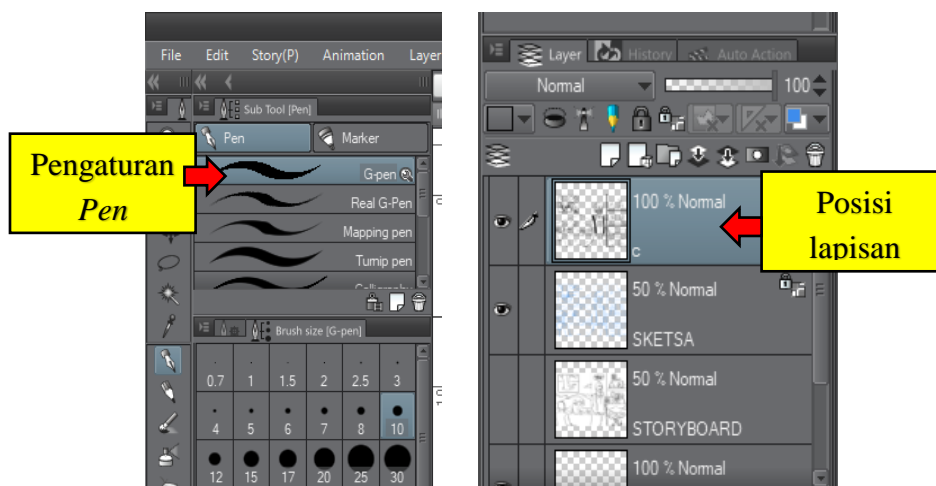 File Edit Story(P) Animation Layer
Sub Tool [Pen]
Pen Marker
G-pen
Real G-Pen
Mapping pen
Turnip pen
Calligraphy
Brush size [G-pen]
0.7 1 1.5 2 2.5 3
4 5 6 7 8 10
12 15 17 20 25 30
Pengaturan
Pen
Layer History Auto Action
Normal 100
100 % Normal
C
50 % Normal
SKETSA
50 % Normal
STORYBOARD
100 % Normal
Posisi
lapisan